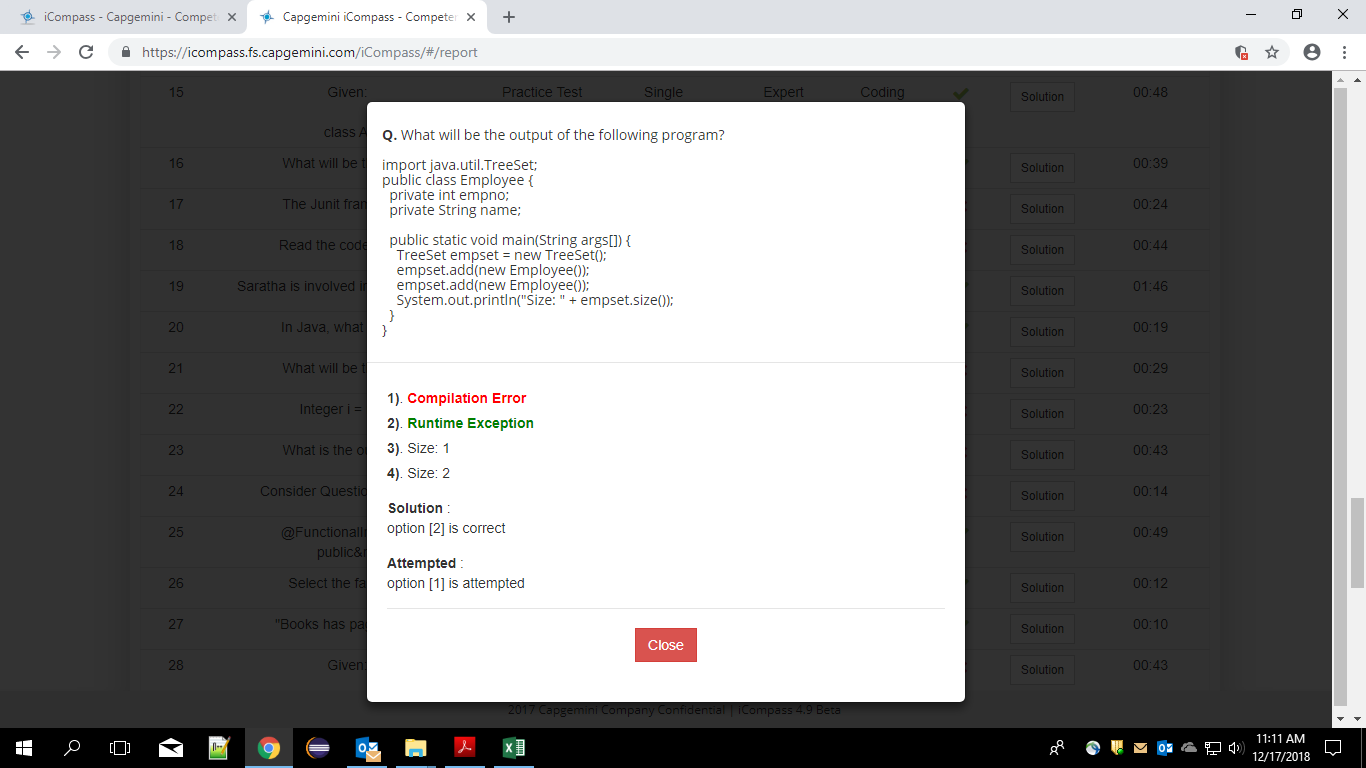 iCompass - Capgemini - Compet
Capgemini iCompass - Competen
https://icompass.fs.capgemini.com/iCompass/#/report
15 Given: Practice Test Single Expert Coding Solution 00:48
class A
Q. What will be the output of the following program?
import java.util.TreeSet;
public class Employee {
private int empno;
private String name;
public static void main(String args[]) {
TreeSet empset = new TreeSet();
empset.add(new Employee());
empset.add(new Employee());
System.out.println("Size: " + empset.size());
}
}
1). Compilation Error
2). Runtime Exception
3). Size: 1
4). Size: 2
Solution :
option [2] is correct
Attempted :
option [1] is attempted
Close
16 What will be t Solution 00:39
17 The Junit fram Solution 00:24
18 Read the code Solution 00:44
19 Saratha is involved in Solution 01:46
20 In Java, what Solution 00:19
21 What will be t Solution 00:29
22 Integer i = Solution 00:23
23 What is the o Solution 00:43
24 Consider Questio Solution 00:14
25 @FunctionalIn Solution 00:49
public&n
26 Select the fa Solution 00:12
27 "Books has pa Solution 00:10
28 Given: Solution 00:43
2017 Capgemini Company Confidential | iCompass 4.9 Beta
11:11 AM
12/17/2018